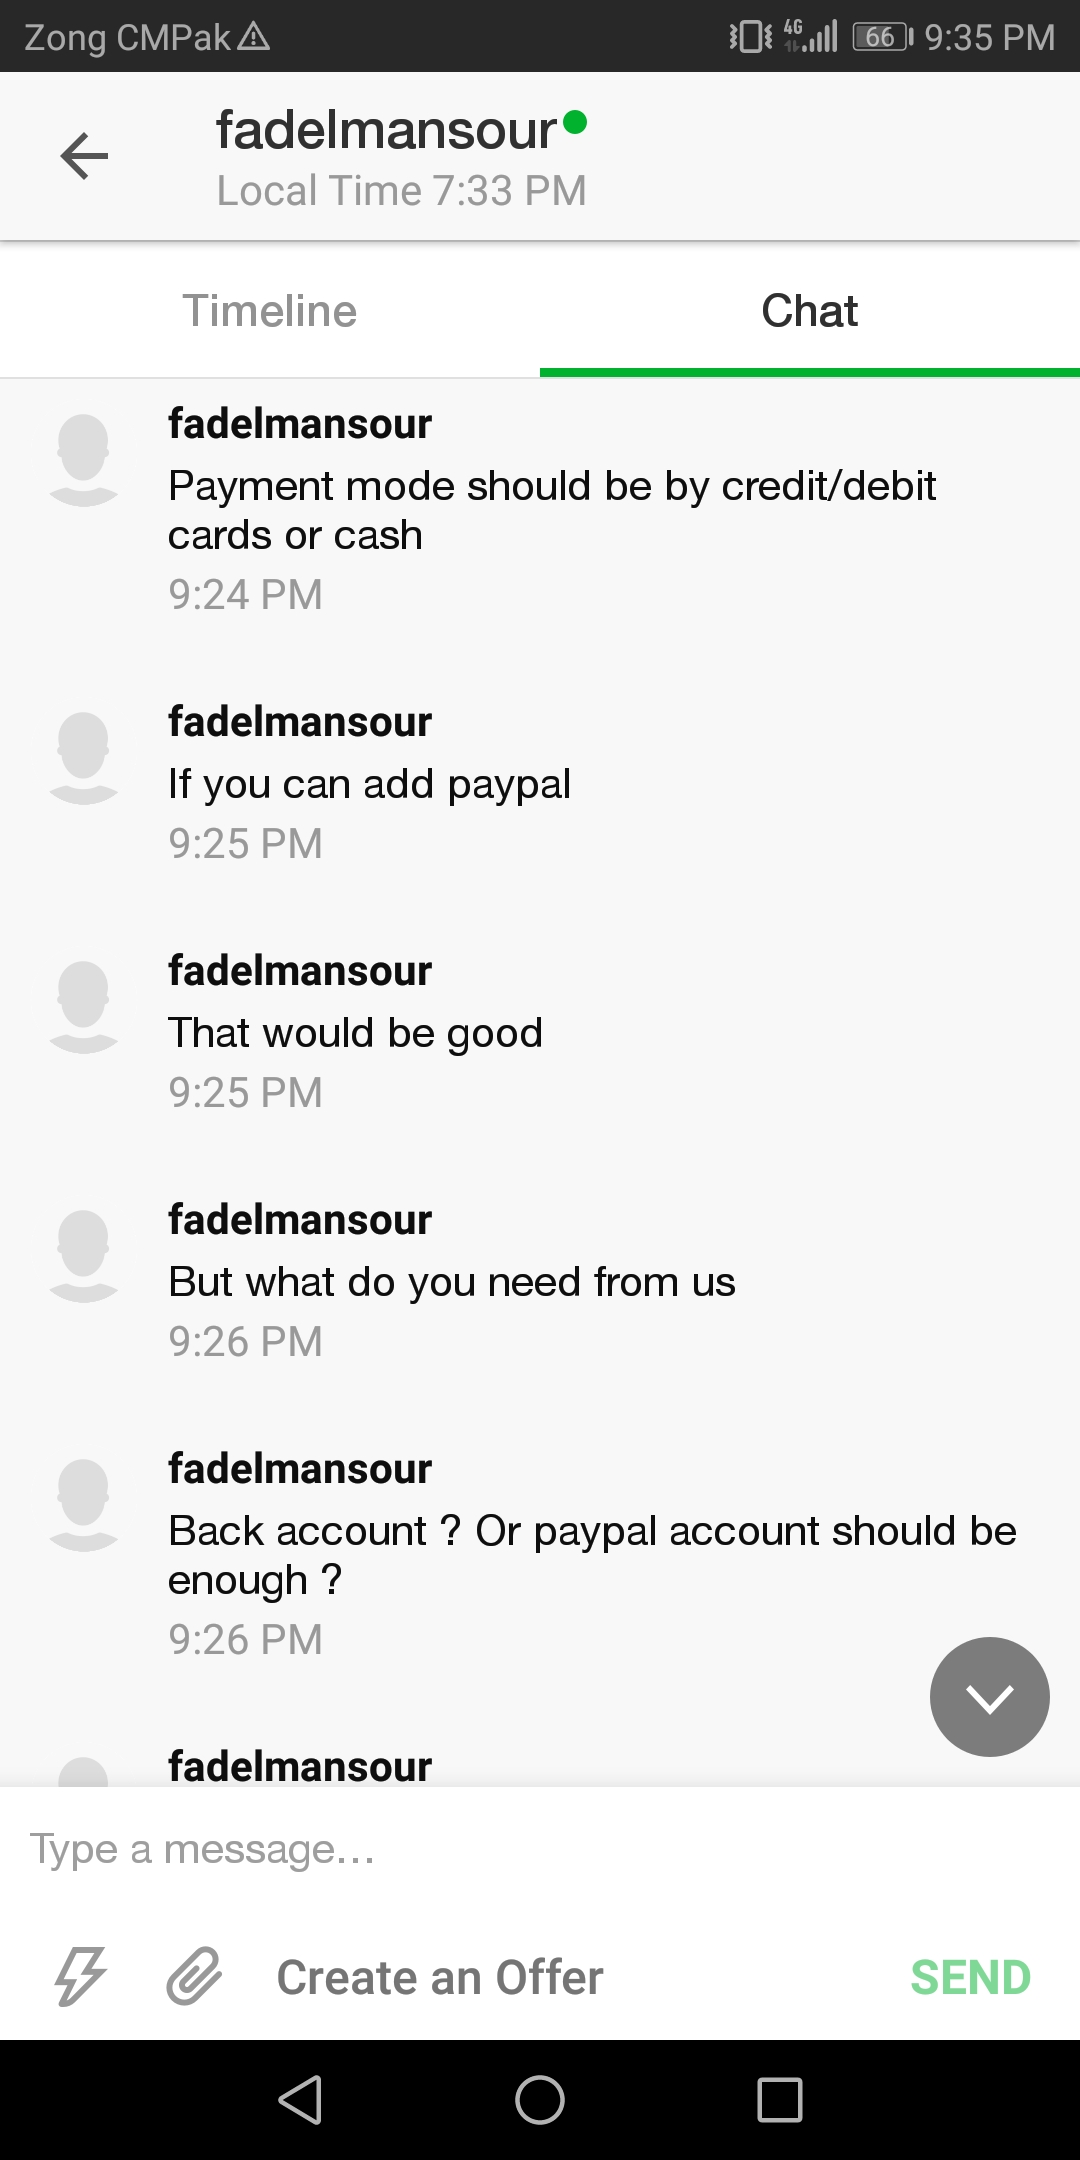 Zong CMPak
4G 66 9:35 PM
fadelmansour
Local Time 7:33 PM
Timeline Chat
fadelmansour
Payment mode should be by credit/debit
cards or cash
9:24 PM
fadelmansour
If you can add paypal
9:25 PM
fadelmansour
That would be good
9:25 PM
fadelmansour
But what do you need from us
9:26 PM
fadelmansour
Back account ? Or paypal account should be
enough ?
9:26 PM
fadelmansour
Type a message...
Create an Offer SEND